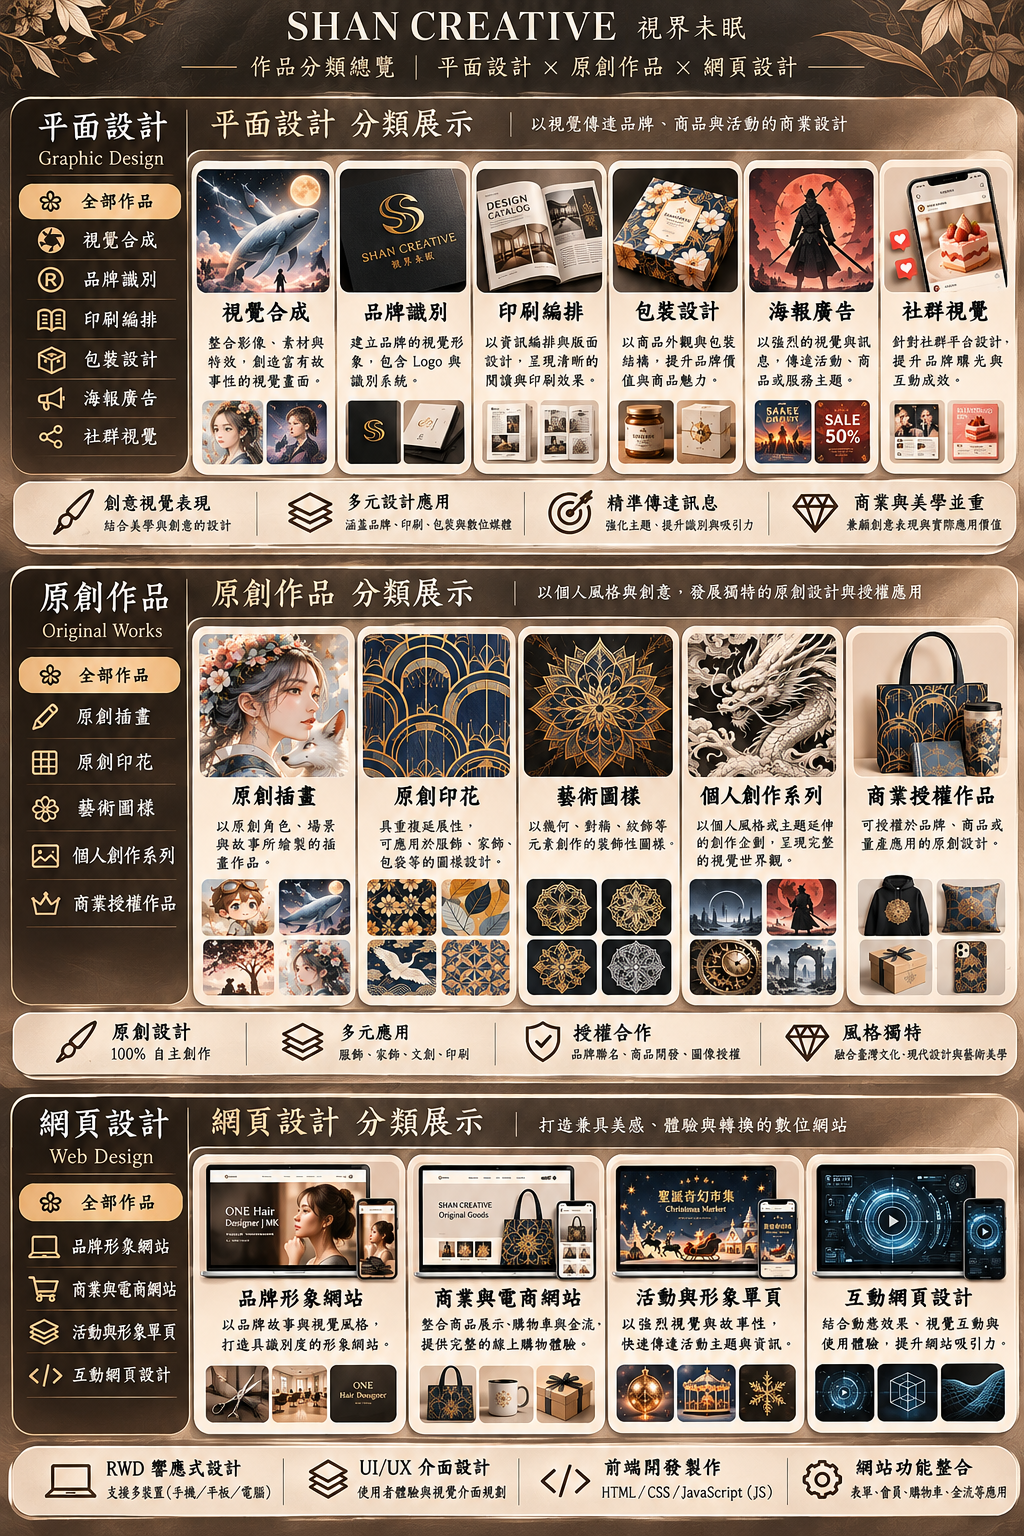 SHAN CREATIVE 視界未眠
作品分類總覽 | 平面設計 × 原創作品 × 網頁設計
平面設計
Graphic Design
全部作品
視覺合成
品牌識別
印刷編排
包裝設計
海報廣告
社群視覺
平面設計 分類展示 | 以視覺傳達品牌、商品與活動的商業設計
SHAN CREATIVE
視界未眠
DESIGN
CATALOG
視覺合成
整合影像、素材與
特效，創造富有故
事性的視覺畫面。
品牌識別
建立品牌的視覺形
象，包含 Logo 與
識別系統。
印刷編排
以資訊編排與版面
設計，呈現清晰的
閱讀與印刷效果。
包裝設計
以商品外觀與包裝
結構，提升品牌價
值與商品魅力。
海報廣告
以強烈的視覺與訊
息，傳達活動、商
品或服務主題。
SALE
50%
社群視覺
針對社群平台設計，
提升品牌曝光與
互動成效。
創意視覺表現
結合美學與創意的設計
多元設計應用
涵蓋品牌、印刷、包裝與數位媒體
精準傳達訊息
強化主題、提升識別與吸引力
商業與美學並重
兼顧創意表現與實際應用價值
原創作品
Original Works
全部作品
原創插畫
原創印花
藝術圖樣
個人創作系列
商業授權作品
原創作品 分類展示 | 以個人風格與創意，發展獨特的原創設計與授權應用
原創插畫
以原創角色、場景
與故事所繪製的插
畫作品。
原創印花
具重複延展性，
可應用於服飾、家飾、
包袋等的圖樣設計。
藝術圖樣
以幾何、對稱、紋飾等
元素創作的裝飾性圖樣。
個人創作系列
以個人風格或主題延伸
的創作企劃，呈現完整
的視覺世界觀。
商業授權作品
可授權於品牌、商品或
量產應用的原創設計。
原創設計
100% 自主創作
多元應用
服飾、家飾、文創、印刷
授權合作
品牌聯名、商品開發、圖像授權
風格獨特
融合臺灣文化、現代設計與藝術美學
網頁設計
Web Design
全部作品
品牌形象網站
商業與電商網站
活動與形象單頁
互動網頁設計
網頁設計 分類展示 | 打造兼具美感、體驗與轉換的數位網站
ONE Hair
Designer | MK
SHAN CREATIVE
Original Goods
聖誕奇幻市集
Christmas Market
品牌形象網站
以品牌故事與視覺風格，
打造具識別度的形象網站。
ONE
Hair Designer
商業與電商網站
整合商品展示、購物車與金流，
提供完整的線上購物體驗。
活動與形象單頁
以強烈視覺與故事性，
快速傳達活動主題與資訊。
互動網頁設計
結合動態效果、視覺互動與
使用體驗，提升網站吸引力。
RWD 響應式設計
支援多裝置(手機／平板／電腦)
UI/UX 介面設計
使用者體驗與視覺介面規劃
前端開發製作
HTML / CSS / JavaScript (JS)
網站功能整合
表單、會員、購物車、金流等應用